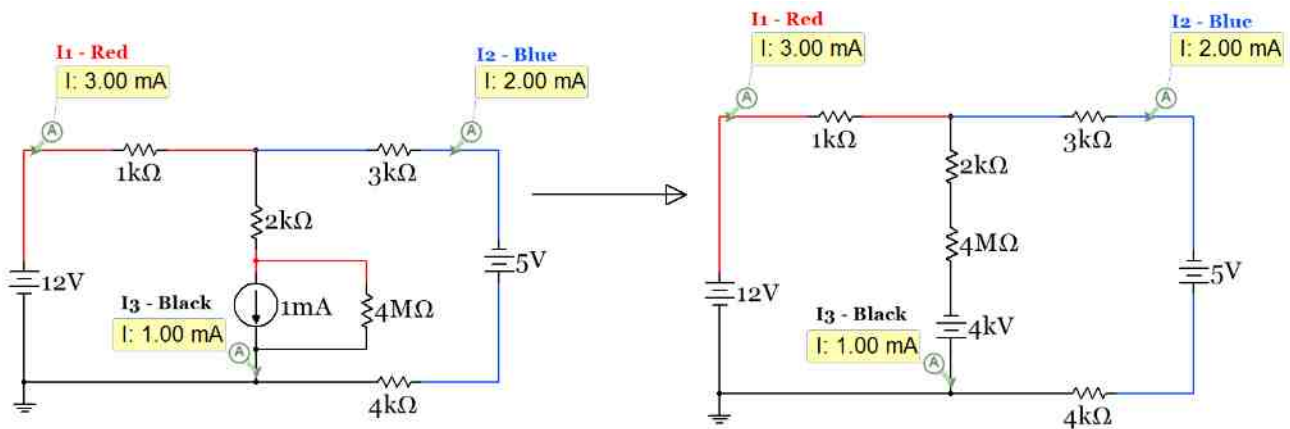 I1 - Red
I: 3.00 mA
I2 - Blue
I: 2.00 mA
A
A
1kΩ
3kΩ
2kΩ
12V
5V
1mA
4MΩ
I3 - Black
I: 1.00 mA
A
4kΩ
I1 - Red
I: 3.00 mA
I2 - Blue
I: 2.00 mA
A
A
1kΩ
3kΩ
2kΩ
4MΩ
12V
5V
4kV
I3 - Black
I: 1.00 mA
A
4kΩ